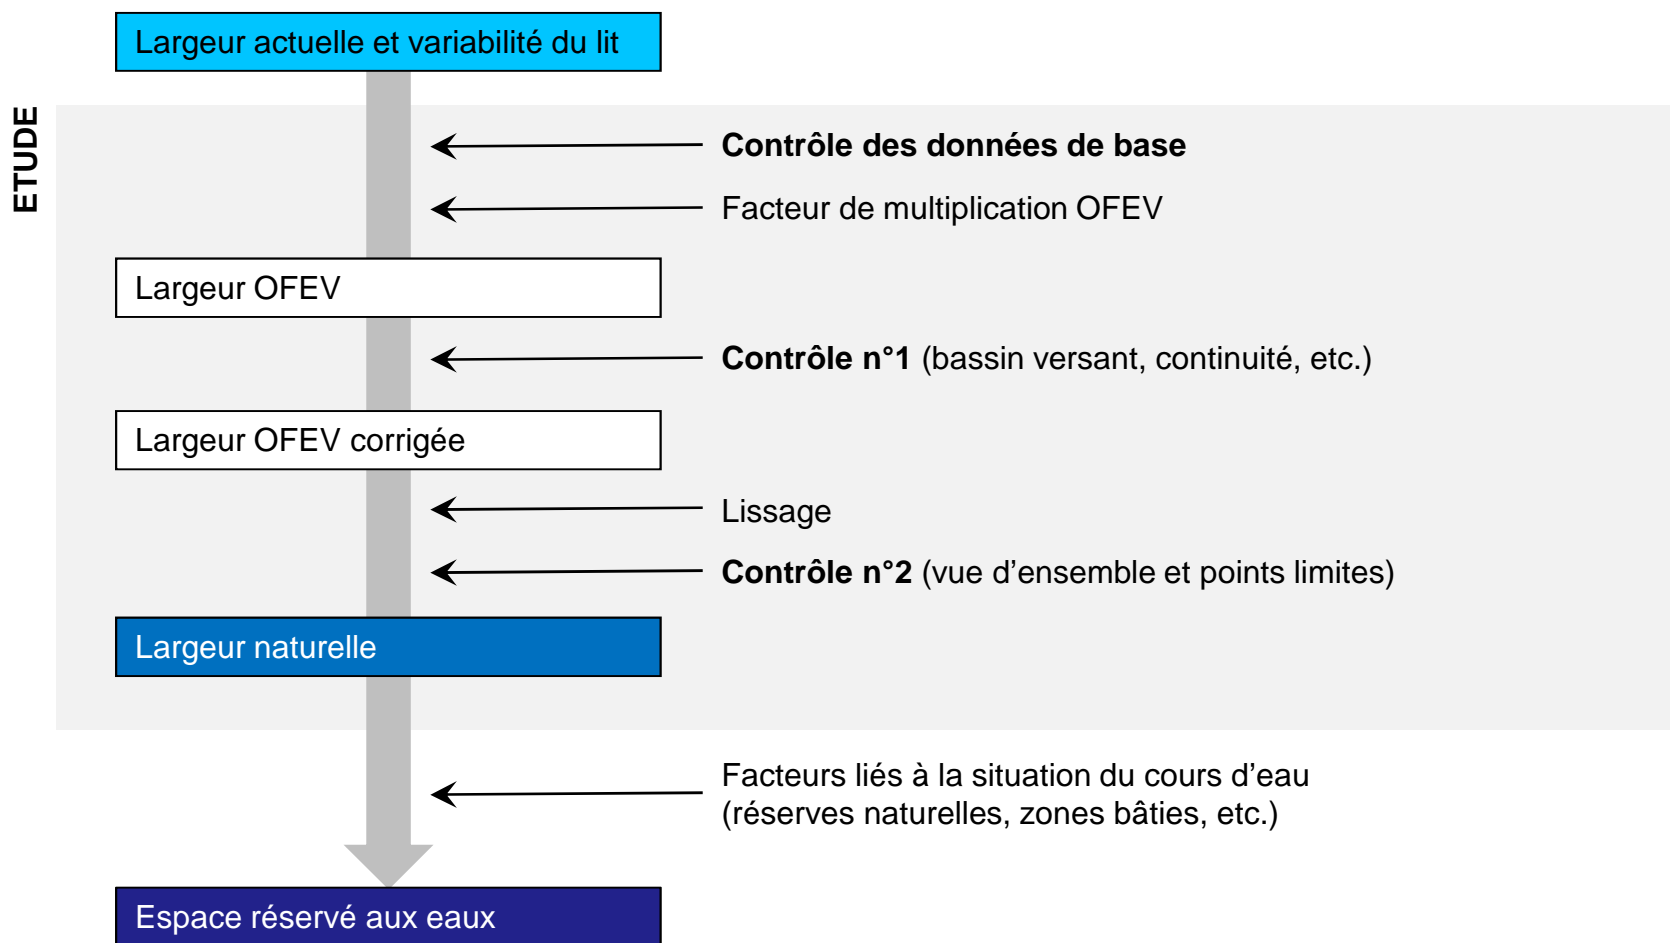 Largeur actuelle et variabilité du lit
ETUDE
Contrôle des données de base
Facteur de multiplication OFEV
Largeur OFEV
Contrôle n°1 (bassin versant, continuité, etc.)
Largeur OFEV corrigée
Lissage
Contrôle n°2 (vue d'ensemble et points limites)
Largeur naturelle
Facteurs liés à la situation du cours d'eau
(réserves naturelles, zones bâties, etc.)
Espace réservé aux eaux